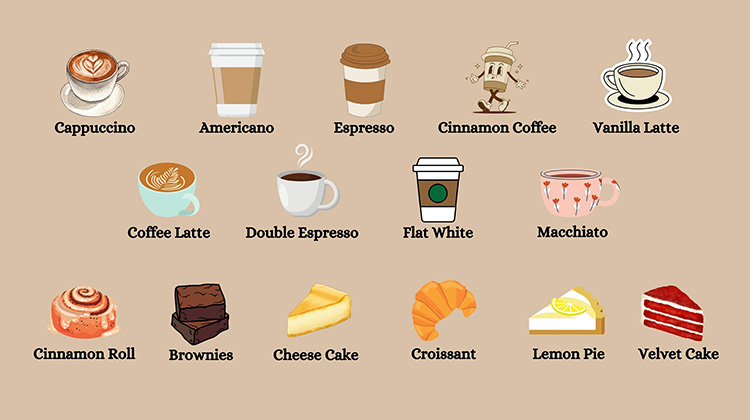 Cappuccino
Americano
Espresso
Cinnamon Coffee
Vanilla Latte
Coffee Latte
Double Espresso
Flat White
Macchiato
Cinnamon Roll
Brownies
Cheese Cake
Croissant
Lemon Pie
Velvet Cake